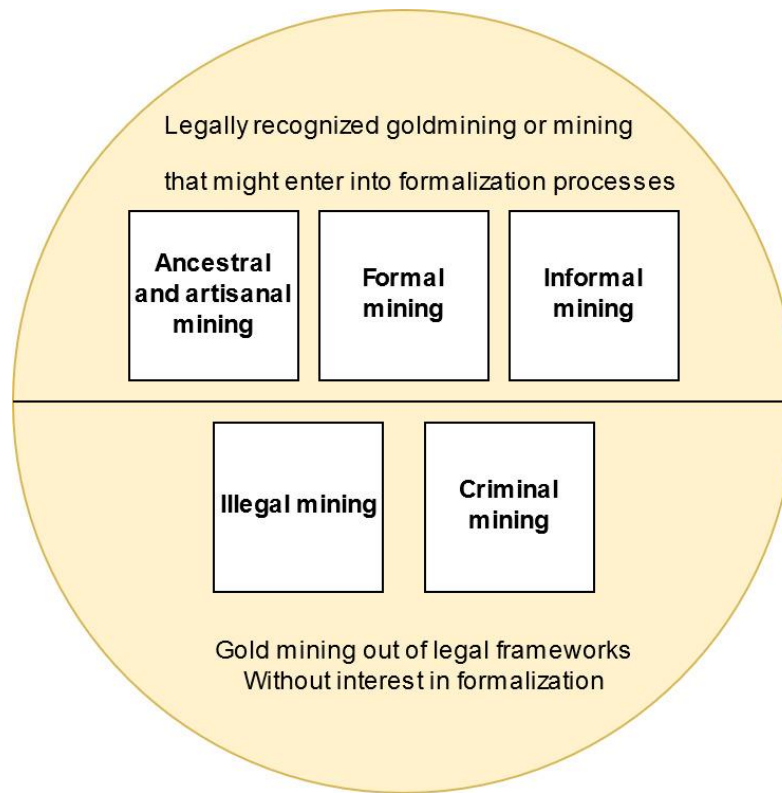 Legally recognized goldmining or mining
that might enter into formalization processes
Ancestral
and artisanal
mining
Formal
mining
Informal
mining
Illegal mining
Criminal
mining
Gold mining out of legal frameworks
Without interest in formalization